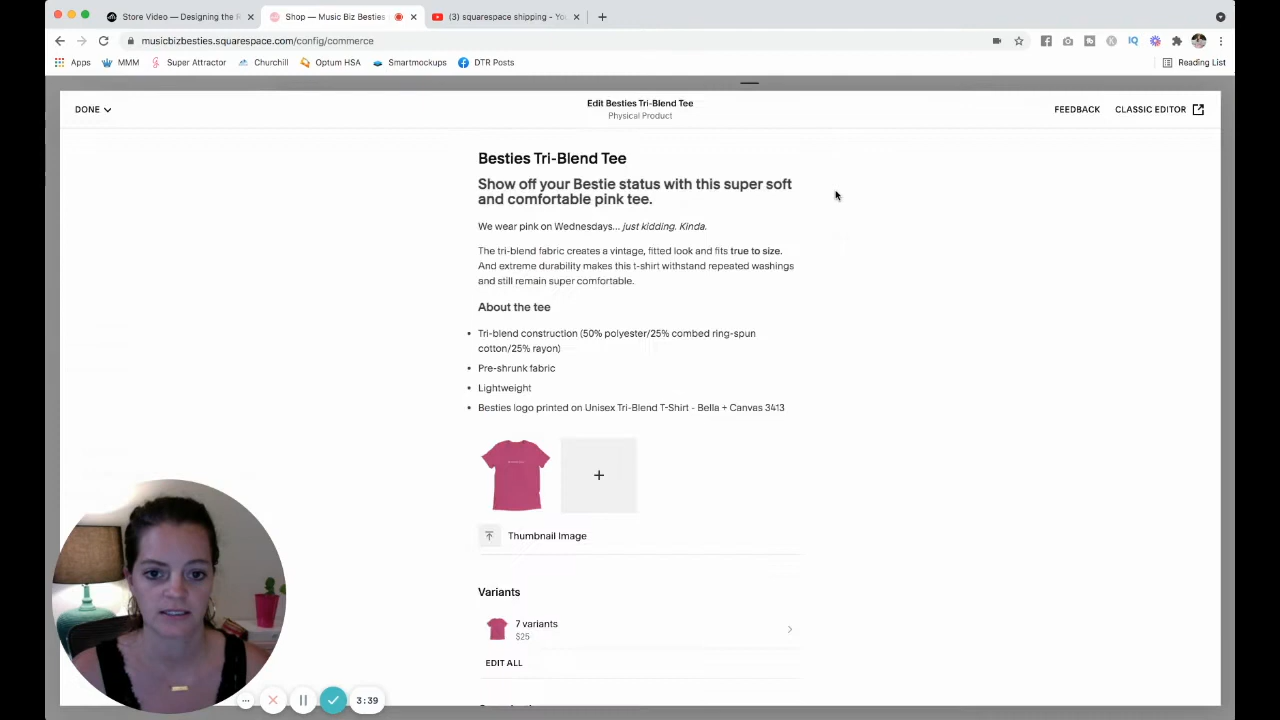 Store Video — Designing the R
Shop — Music Biz Besties
(3) squarespace shipping - Yo
musicbizbesties.squarespace.com/config/commerce
Apps
MMM
Super Attractor
Churchill
Optum HSA
Smartmockups
DTR Posts
Reading List
DONE
Edit Besties Tri-Blend Tee
Physical Product
FEEDBACK
CLASSIC EDITOR
Besties Tri-Blend Tee
Show off your Bestie status with this super soft
and comfortable pink tee.
We wear pink on Wednesdays... just kidding. Kinda.
The tri-blend fabric creates a vintage, fitted look and fits true to size.
And extreme durability makes this t-shirt withstand repeated washings
and still remain super comfortable.
About the tee
• Tri-blend construction (50% polyester/25% combed ring-spun
cotton/25% rayon)
• Pre-shrunk fabric
• Lightweight
• Besties logo printed on Unisex Tri-Blend T-Shirt - Bella + Canvas 3413
Thumbnail Image
Variants
7 variants
$25
EDIT ALL
3:39